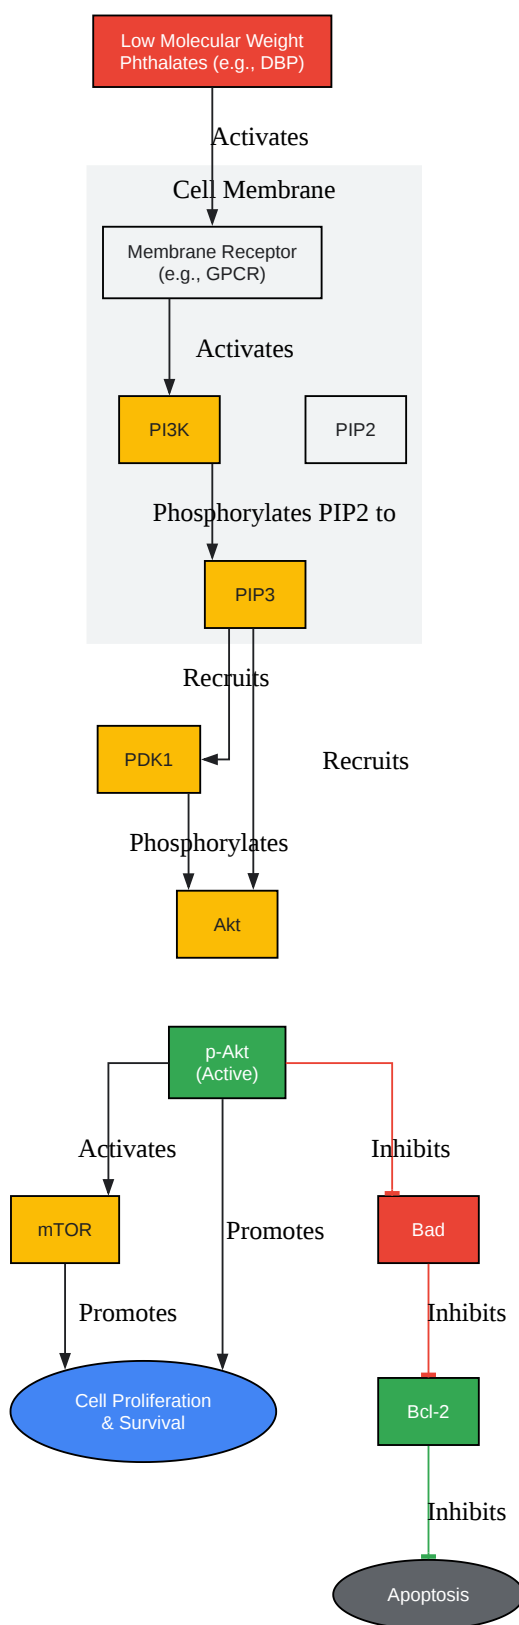 Low Molecular Weight
Phthalates (e.g., DBP)
Activates
Cell Membrane
Membrane Receptor
(e.g., GPCR)
Activates
PI3K
PIP2
Phosphorylates PIP2 to
PIP3
Recruits
PDK1
Recruits
Phosphorylates
Akt
p-Akt
(Active)
Activates
Inhibits
mTOR
Promotes
Bad
Promotes
Inhibits
Cell Proliferation
& Survival
Bcl-2
Inhibits
Apoptosis